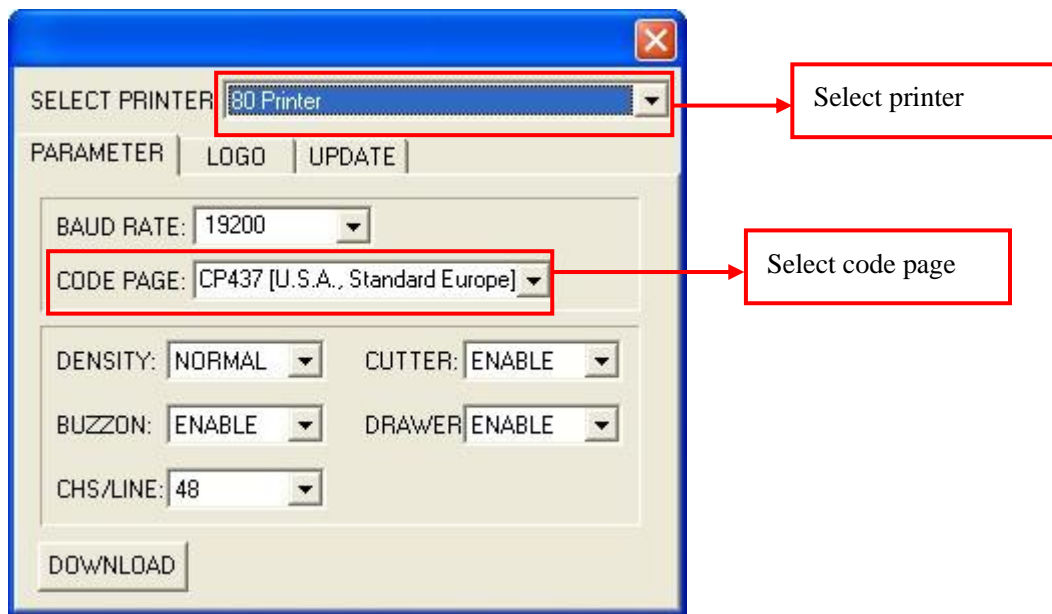 SELECT PRINTER 80 Printer
Select printer
PARAMETER LOGO UPDATE
BAUD RATE: 19200
CODE PAGE: CP437 [U.S.A., Standard Europe]
Select code page
DENSITY: NORMAL CUTTER: ENABLE
BUZZON: ENABLE DRAWER ENABLE
CHS/LINE: 48
DOWNLOAD